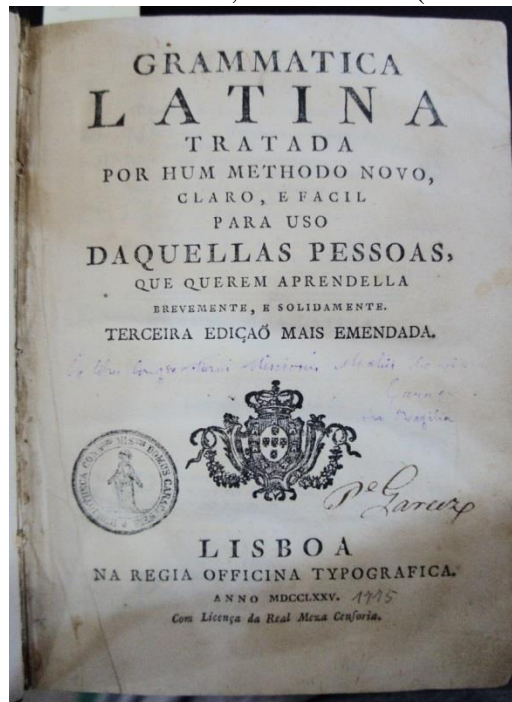 GRAMMATICA
LATINA
TRATADA
POR HUM METHODO NOVO,
CLARO, E FACIL
PARA USO
DAQUELLAS PESSOAS,
QUE QUEREM APRENDELLA
BREVEMENTE, E SOLIDAMENTE.
TERCEIRA EDIÇAÕ MAIS EMENDADA.
DOMUS
Pe Garcez
LISBOA
NA REGIA OFFICINA TYPOGRAFICA.
ANNO MDCCLXXV. 1775
Com Licença da Real Meza Cenſoria.